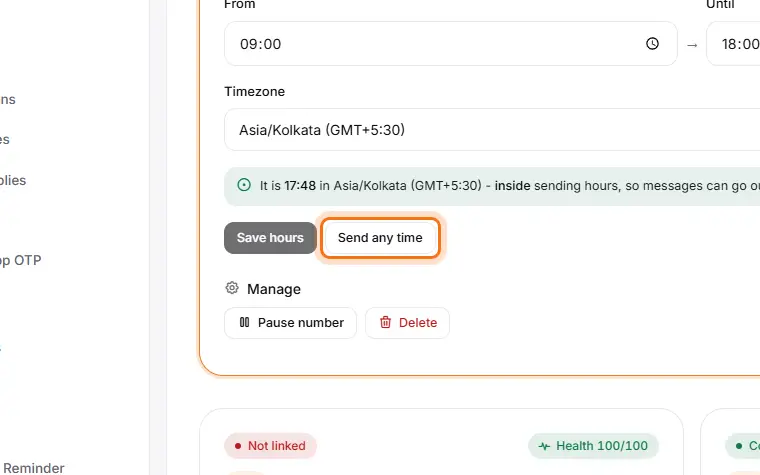 From
Until
09:00 → 18:00
ns
Timezone
es
Asia/Kolkata (GMT+5:30)
plies
It is 17:48 in Asia/Kolkata (GMT+5:30) - inside sending hours, so messages can go ou
Save hours
Send any time
pp OTP
Manage
Pause number
Delete
s
Not linked
Health 100/100
Co
Reminder